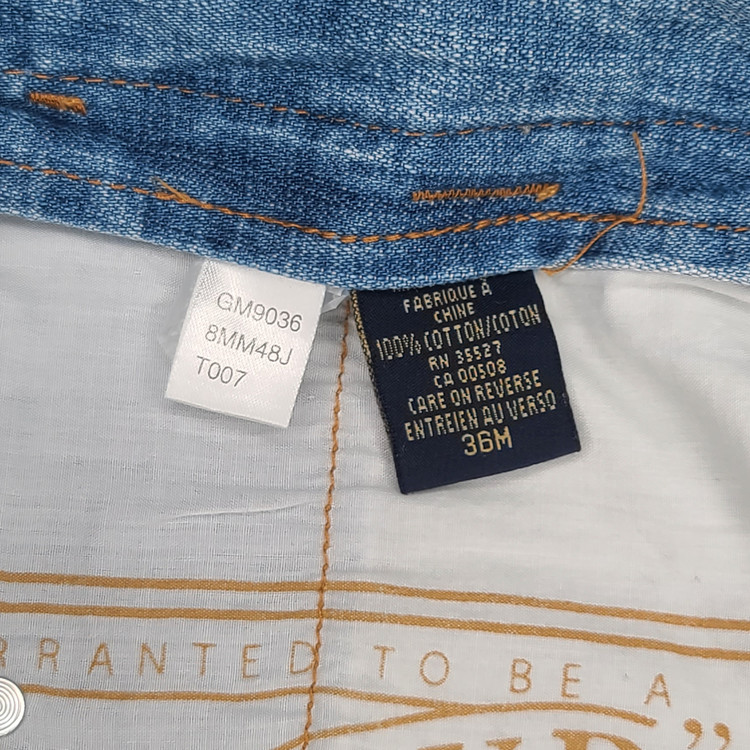 GM9036
8MM48J
T007
FABRIQUE À
CHINE
100% COTTON/COTON
RN 35527
CA 00508
CARE ON REVERSE
ENTREIEN AU VERSO
36M
RRANTED TO BE A